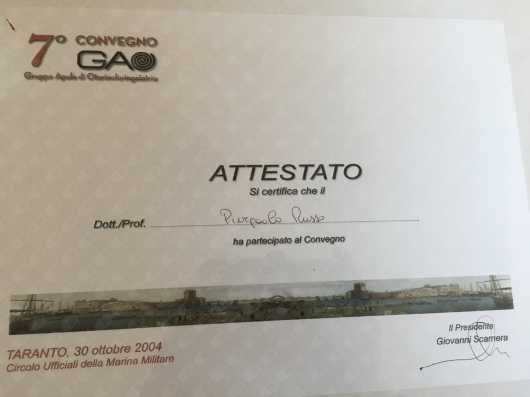 7° CONVEGNO
GAO
Gruppo Apulo di Otorinolaringoiatria
ATTESTATO
Si certifica che il
Dott./Prof. Pierpaolo Russo
ha partecipato al Convegno
TARANTO, 30 ottobre 2004
Circolo Ufficiali della Marina Militare
Il Presidente
Giovanni Scarnera